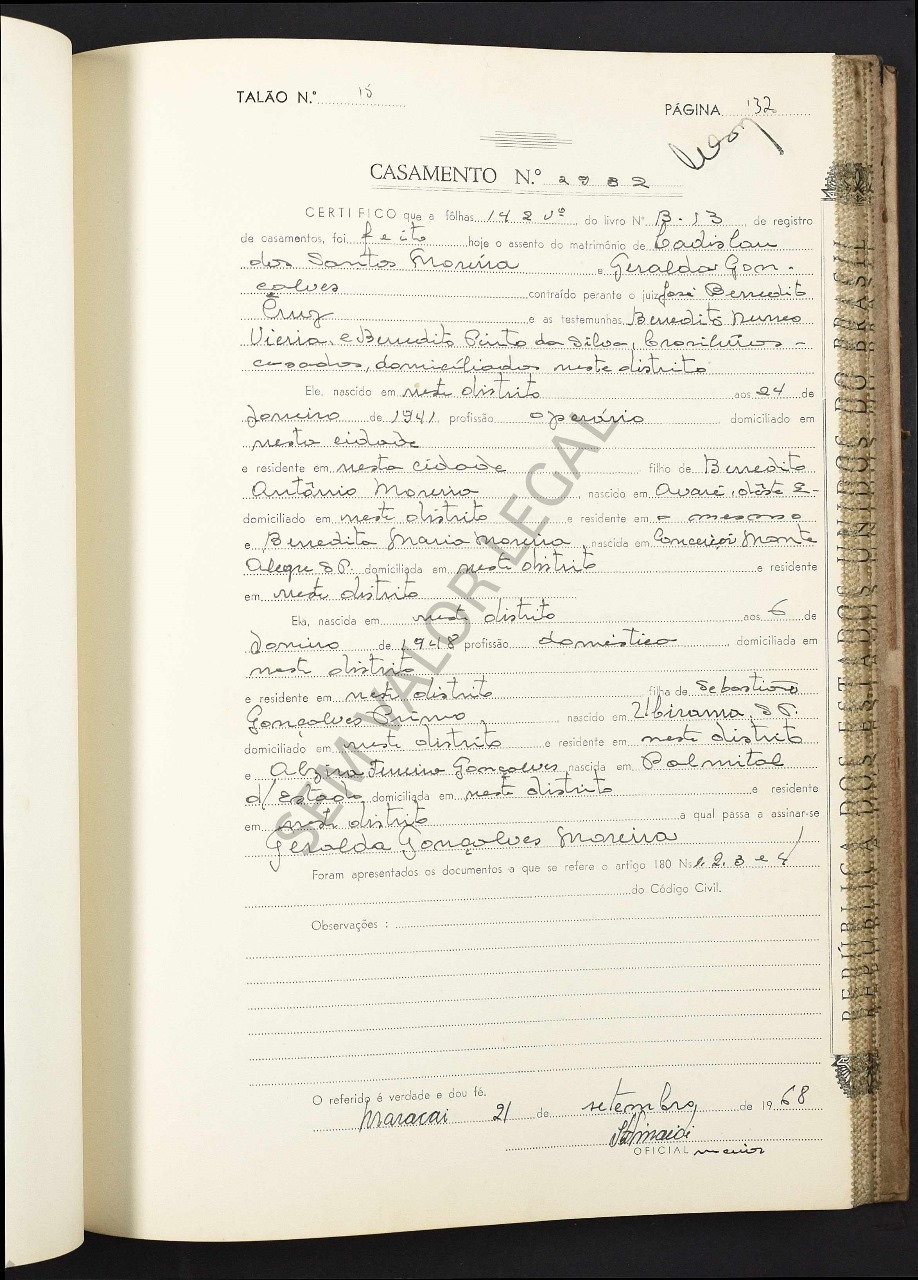 TALÃO N.º 15
PÁGINA 132
CASAMENTO N.º 2982
CERTIFICO que a fôlhas 142 vº do livro Nº B-13, de registro
de casamentos, foi feito hoje o assento do matrimônio de Ladislau
dos Santos Moreira e Geralda Gon-
çalves contraído perante o juiz José Benedito
Cruz e as testemunhas, Benedito Nunes
Vieira e Benedito Pinto da Silva, brasileiros -
casados, domiciliados neste distrito
Ele, nascido em neste distrito aos 24 de
Janeiro de 1941 profissão operário domiciliado em
nesta cidade
e residente em nesta cidade filho de Benedito
Antônio Moreira, nascido em Avaré, dêste E-
domiciliado em neste distrito e residente em o mesmo
e Benedita Maria Moreira, nascida em Conceição Monte
Alegre S.P. domiciliada em neste distrito e residente
em neste distrito
Ela, nascida em neste distrito aos 6 de
Janeiro de 1948 profissão doméstica, domiciliada em
neste distrito
e residente em neste distrito filha de Sebastião
Gonçalves Primo nascido em Ubirama, S.P.
domiciliado em neste distrito e residente em neste distrito
e Alzira Gonçalves nascida em Palmital
d/Estado, domiciliada em neste distrito e residente
em neste distrito a qual passa a assinar-se
Geralda Gonçalves Moreira
Foram apresentados os documentos a que se refere o artigo 180 Ns 1. 2. 3 e 4
do Código Civil.
Observações :
O referido é verdade e dou fé.
Maracaí 21 de setembro de 1968
OFICIAL maior
SEM VALOR LEGAL
REPÚBLICA DOS ESTADOS UNIDOS DO BRASIL